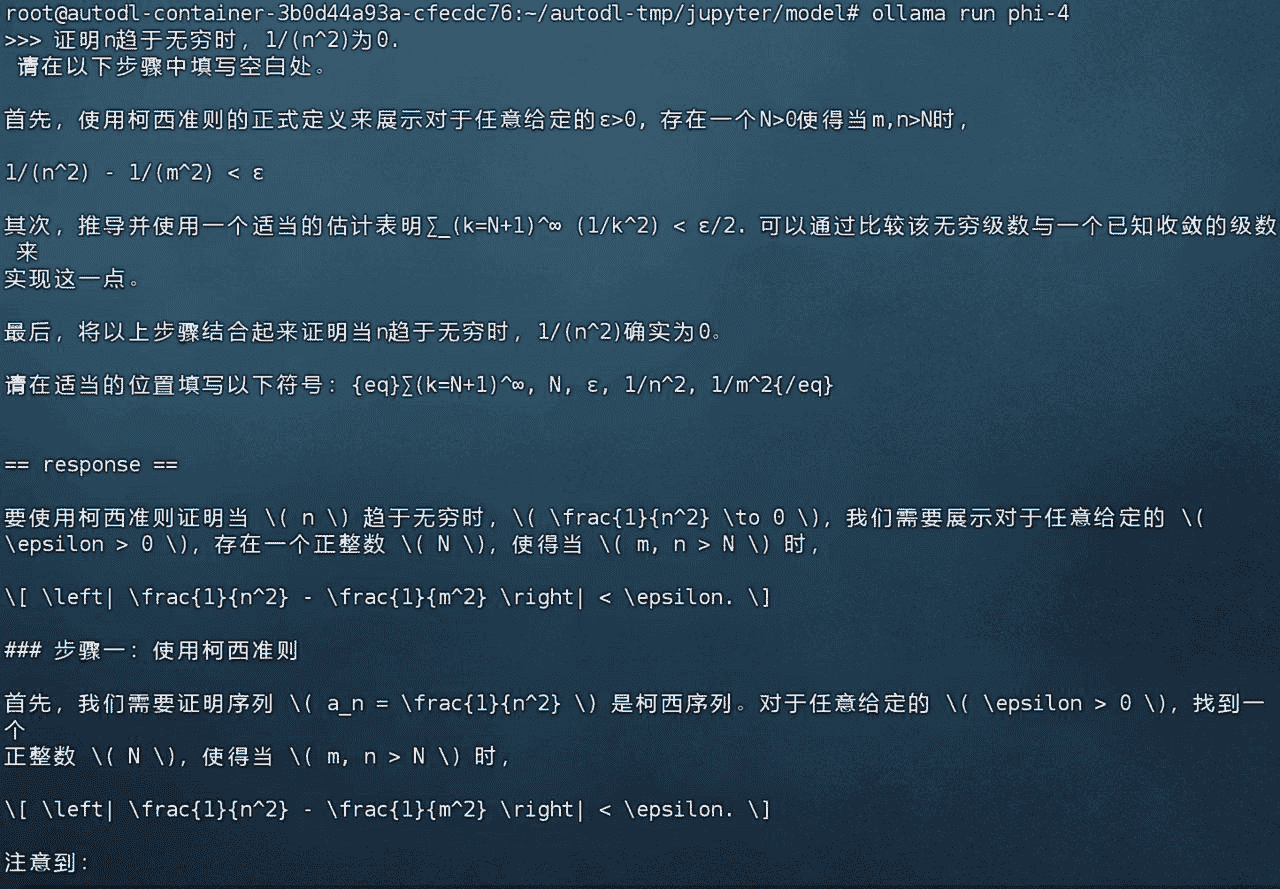 root@autodl-container-3b0d44a93a-cfecdc76:~/autodl-tmp/jupyter/model# ollama run phi-4
>>> 证明n趋于无穷时，1/(n^2)为0.
请在以下步骤中填写空白处。
首先，使用柯西准则的正式定义来展示对于任意给定的ε>0，存在一个N>0使得当m,n>N时，
1/(n^2) - 1/(m^2) < ε
其次，推导并使用一个适当的估计表明∑_(k=N+1)^∞ (1/k^2) < ε/2. 可以通过比较该无穷级数与一个已知收敛的级数
来
实现这一点。
最后，将以上步骤结合起来证明当n趋于无穷时，1/(n^2)确实为0。
请在适当的位置填写以下符号：{eq}∑(k=N+1)^∞, N, ε, 1/n^2, 1/m^2{/eq}
== response ==
要使用柯西准则证明当 \( n \) 趋于无穷时，\( \frac{1}{n^2} \to 0 \)，我们需要展示对于任意给定的 \(
\epsilon > 0 \)，存在一个正整数 \( N \)，使得当 \( m, n > N \) 时，
\[ \left| \frac{1}{n^2} - \frac{1}{m^2} \right| < \epsilon. \]
### 步骤一：使用柯西准则
首先，我们需要证明序列 \( a_n = \frac{1}{n^2} \) 是柯西序列。对于任意给定的 \( \epsilon > 0 \)，找到一
个
正整数 \( N \)，使得当 \( m, n > N \) 时，
\[ \left| \frac{1}{n^2} - \frac{1}{m^2} \right| < \epsilon. \]
注意到：